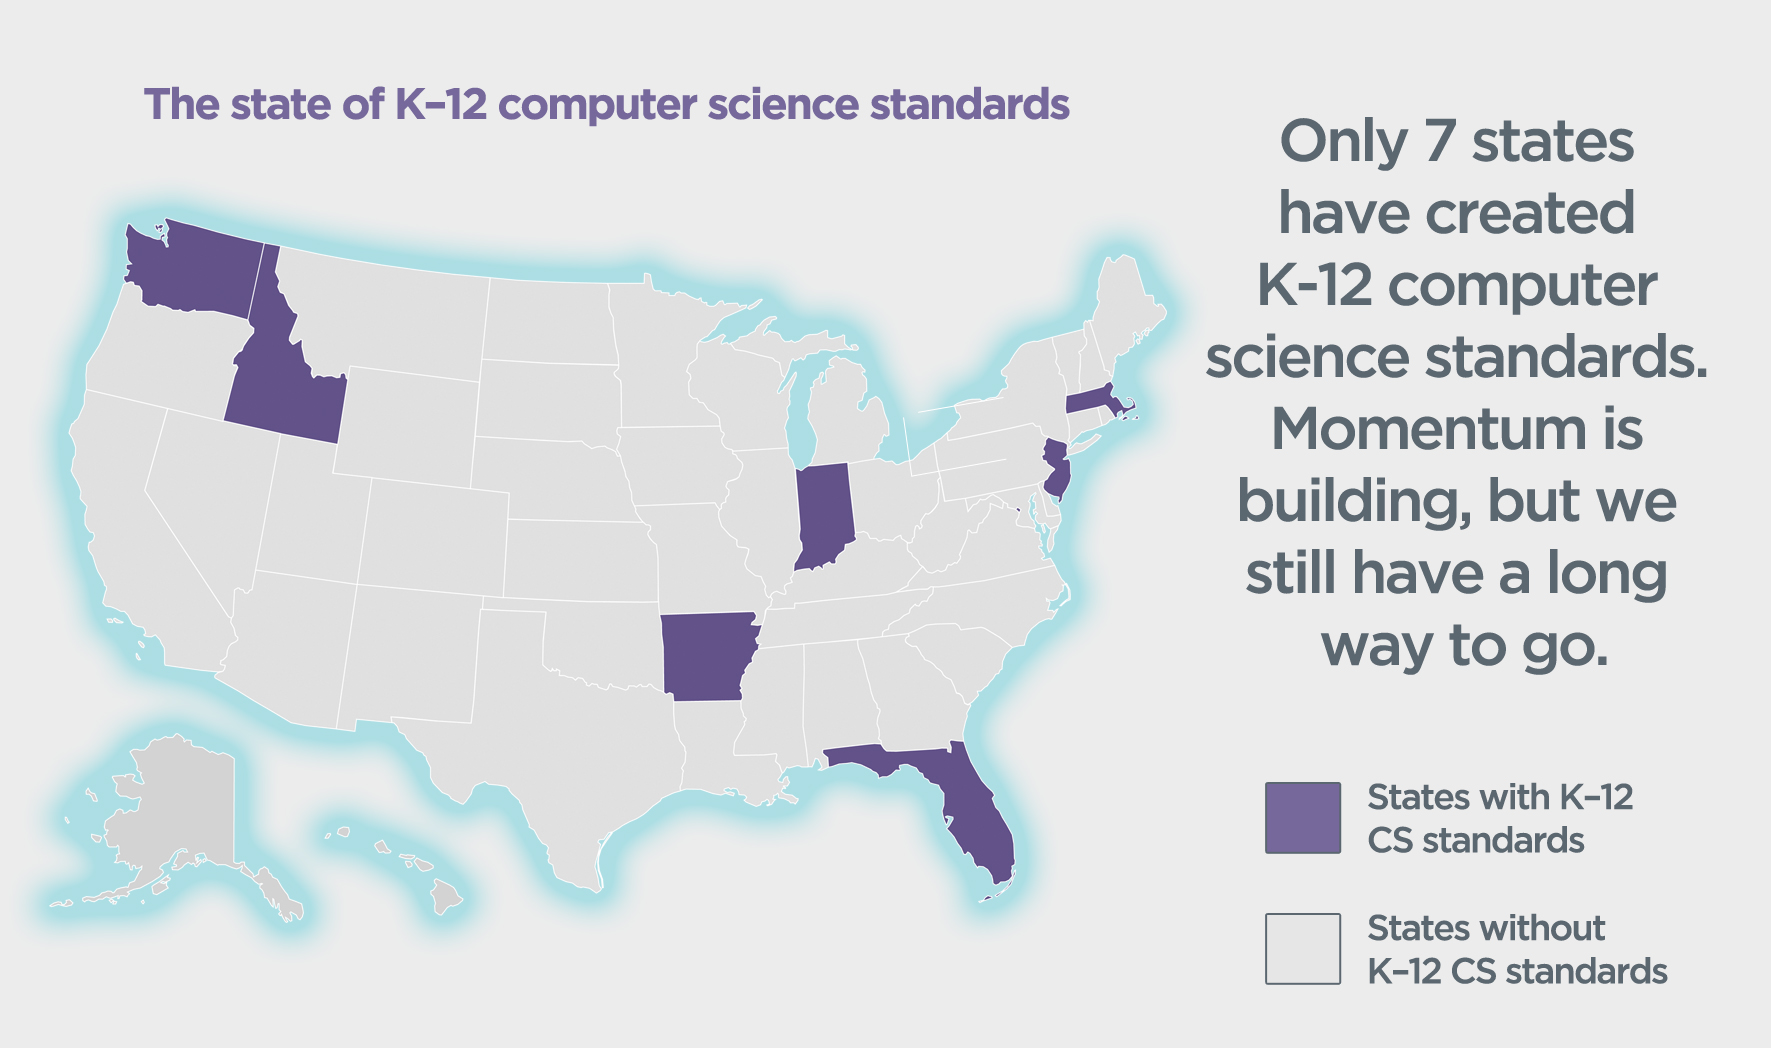 The state of K–12 computer science standards
Only 7 states
have created
K-12 computer
science standards.
Momentum is
building, but we
still have a long
way to go.
States with K–12
CS standards
States without
K–12 CS standards